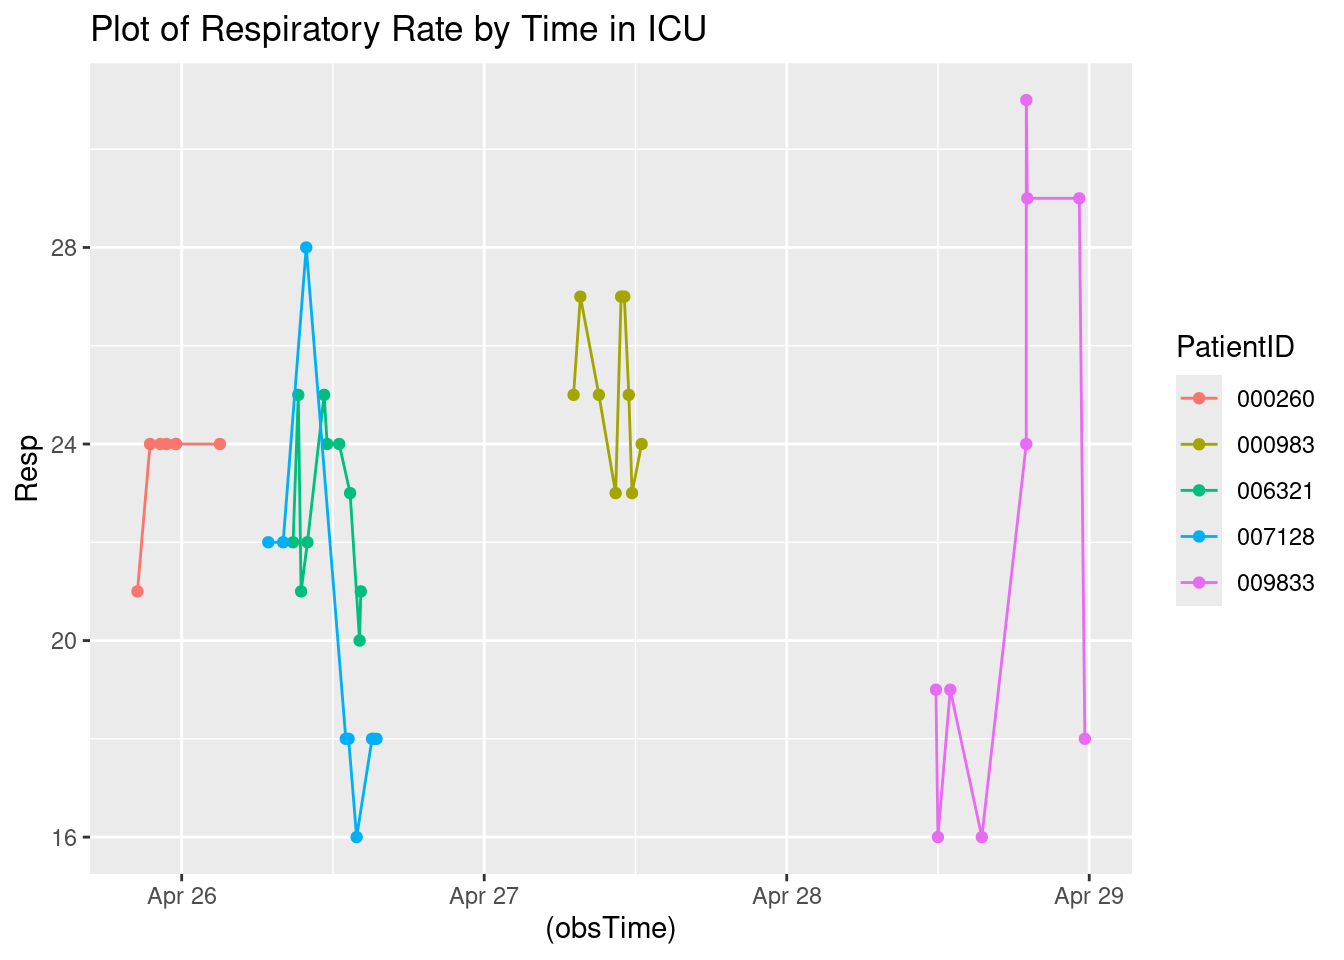 Plot of Respiratory Rate by Time in ICU
28
24
20
16
Resp
Apr 26
Apr 27
Apr 28
Apr 29
(obsTime)
PatientID
000260
000983
006321
007128
009833